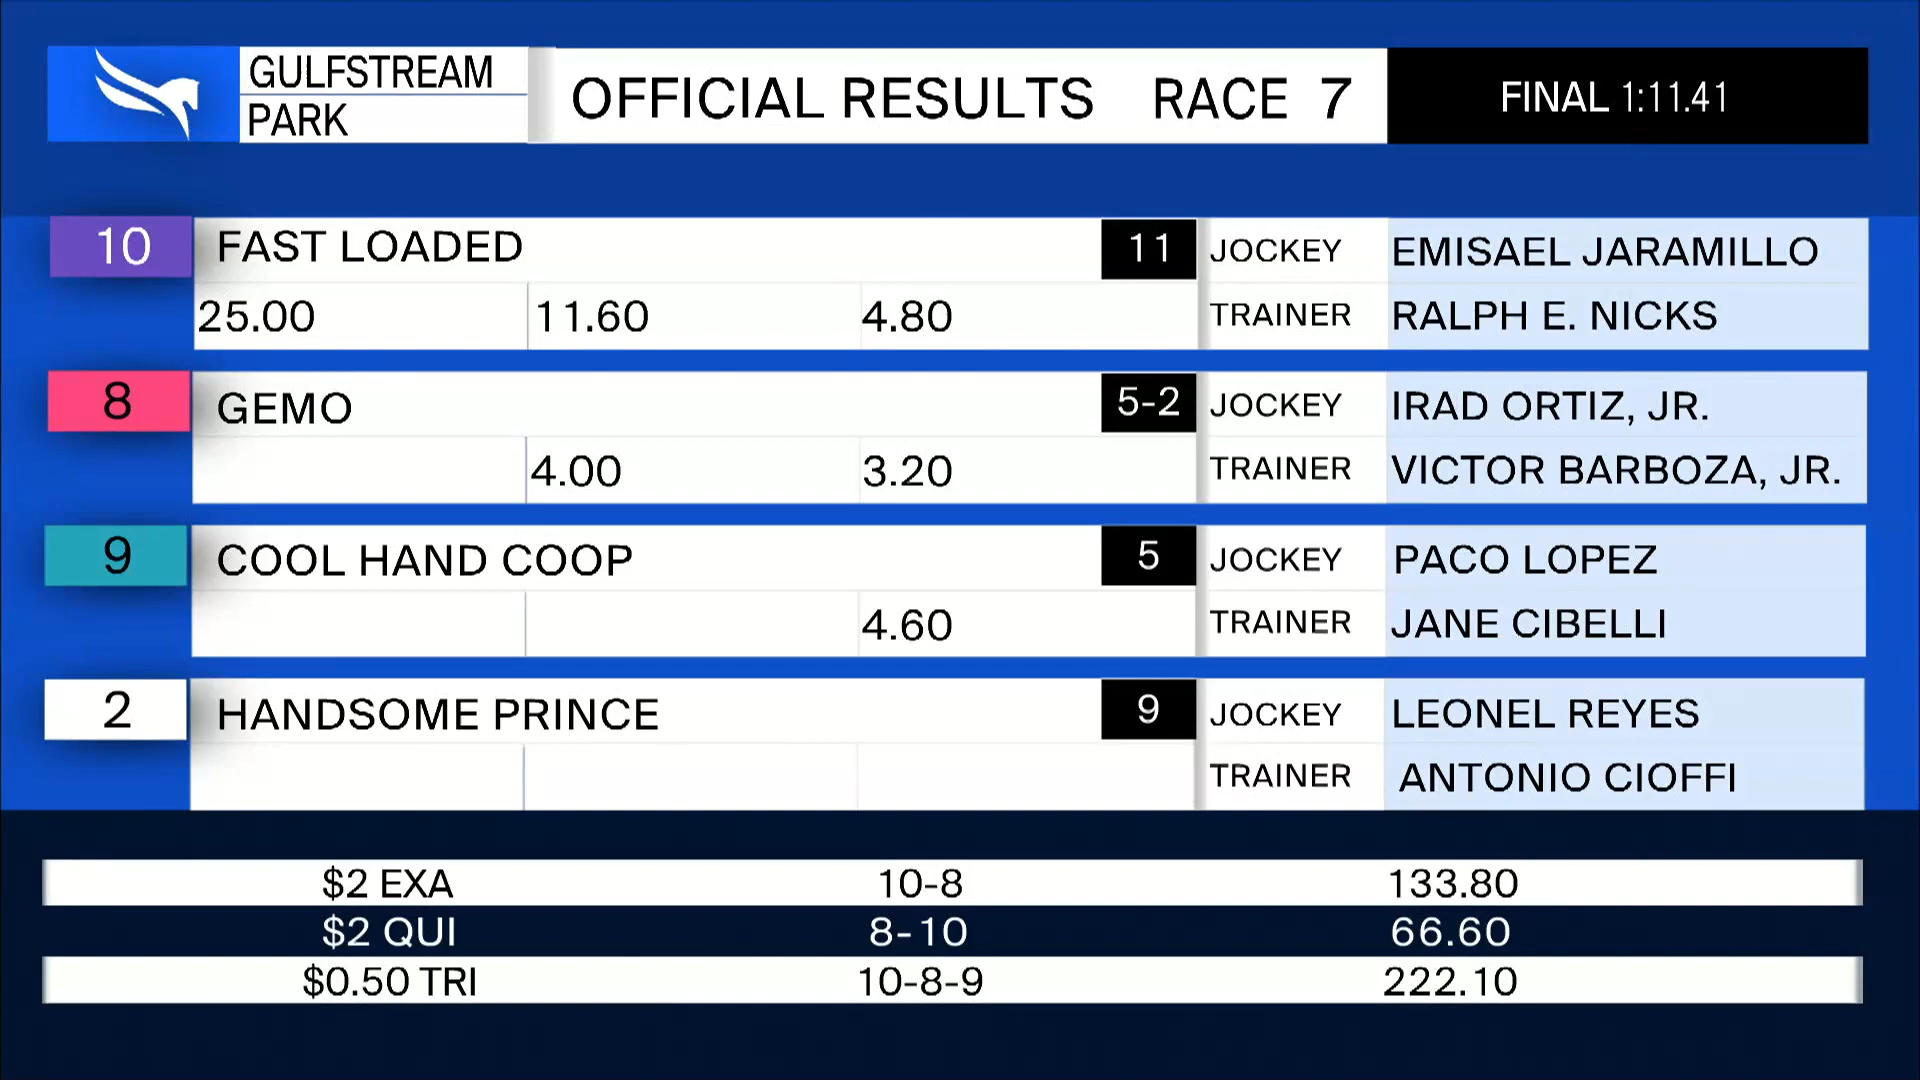 GULFSTREAM
PARK
OFFICIAL RESULTS RACE 7
FINAL 1:11.41
10 FAST LOADED 11 JOCKEY EMISAEL JARAMILLO
25.00 11.60 4.80 TRAINER RALPH E. NICKS
8 GEMO 5-2 JOCKEY IRAD ORTIZ, JR.
4.00 3.20 TRAINER VICTOR BARBOZA, JR.
9 COOL HAND COOP 5 JOCKEY PACO LOPEZ
4.60 TRAINER JANE CIBELLI
2 HANDSOME PRINCE 9 JOCKEY LEONEL REYES
TRAINER ANTONIO CIOFFI
$2 EXA 10-8 133.80
$2 QUI 8-10 66.60
$0.50 TRI 10-8-9 222.10